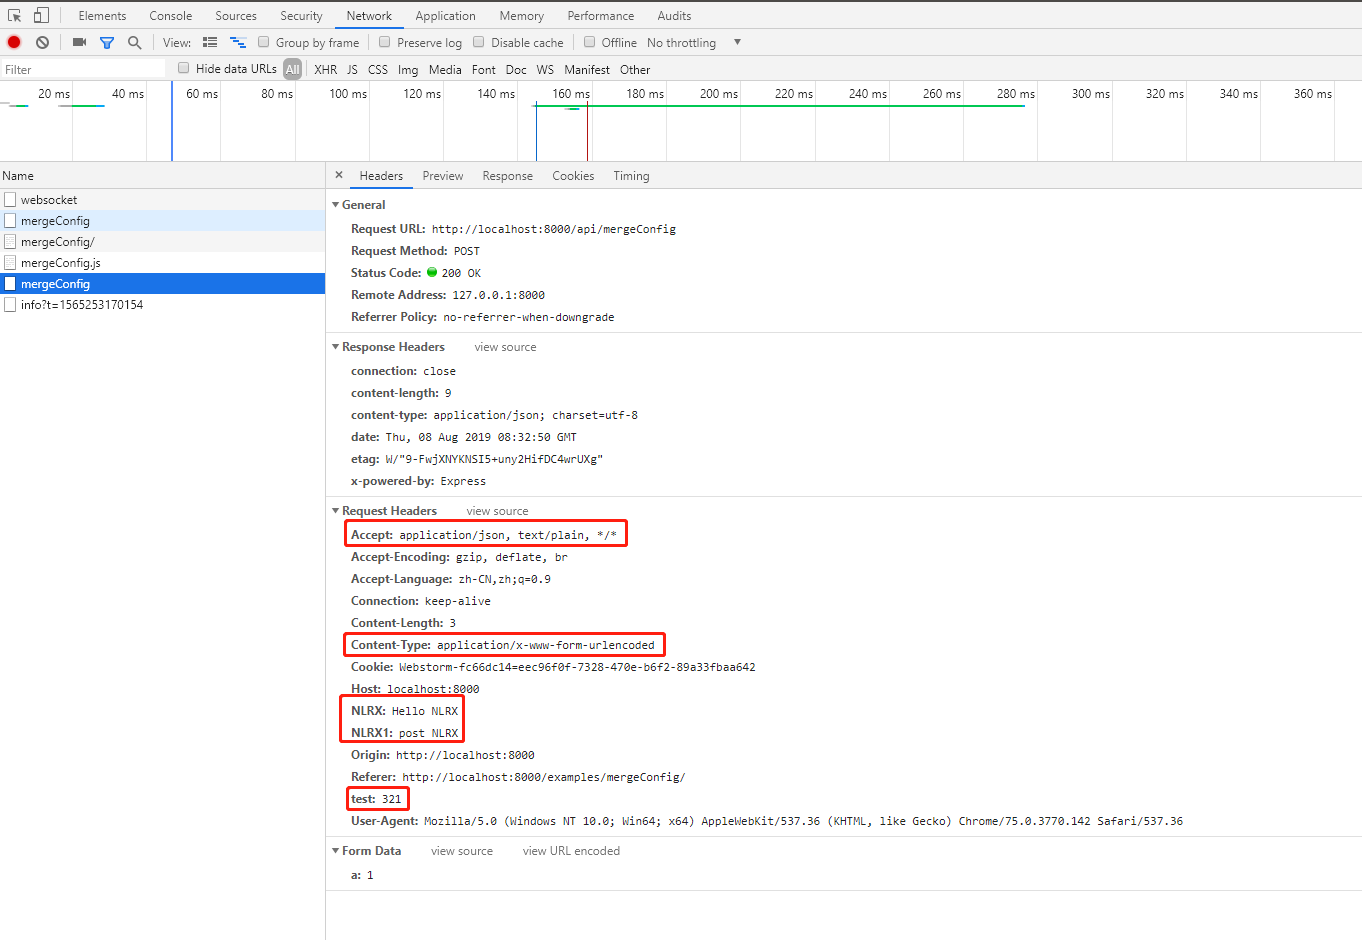 Elements Console Sources Security Network Application Memory Performance Audits
View: Group by frame Preserve log Disable cache Offline No throttling
Filter Hide data URLs All XHR JS CSS Img Media Font Doc WS Manifest Other
20 ms 40 ms 60 ms 80 ms 100 ms 120 ms 140 ms 160 ms 180 ms 200 ms 220 ms 240 ms 260 ms 280 ms 300 ms 320 ms 340 ms 360 ms
Name
websocket
mergeConfig
mergeConfig/
mergeConfig.js
mergeConfig
info?t=1565253170154
× Headers Preview Response Cookies Timing
General
Request URL: http://localhost:8000/api/mergeConfig
Request Method: POST
Status Code: 200 OK
Remote Address: 127.0.0.1:8000
Referrer Policy: no-referrer-when-downgrade
Response Headers view source
connection: close
content-length: 9
content-type: application/json; charset=utf-8
date: Thu, 08 Aug 2019 08:32:50 GMT
etag: W/"9-FwjXNYKNSI5+uny2HifDC4wrUXg"
x-powered-by: Express
Request Headers view source
Accept: application/json, text/plain, */*
Accept-Encoding: gzip, deflate, br
Accept-Language: zh-CN,zh;q=0.9
Connection: keep-alive
Content-Length: 3
Content-Type: application/x-www-form-urlencoded
Cookie: Webstorm-fc66dc14=eec96f0f-7328-470e-b6f2-89a33fbaa642
Host: localhost:8000
NLRX: Hello NLRX
NLRX1: post NLRX
Origin: http://localhost:8000
Referer: http://localhost:8000/examples/mergeConfig/
test: 321
User-Agent: Mozilla/5.0 (Windows NT 10.0; Win64; x64) AppleWebKit/537.36 (KHTML, like Gecko) Chrome/75.0.3770.142 Safari/537.36
Form Data view source view URL encoded
a: 1